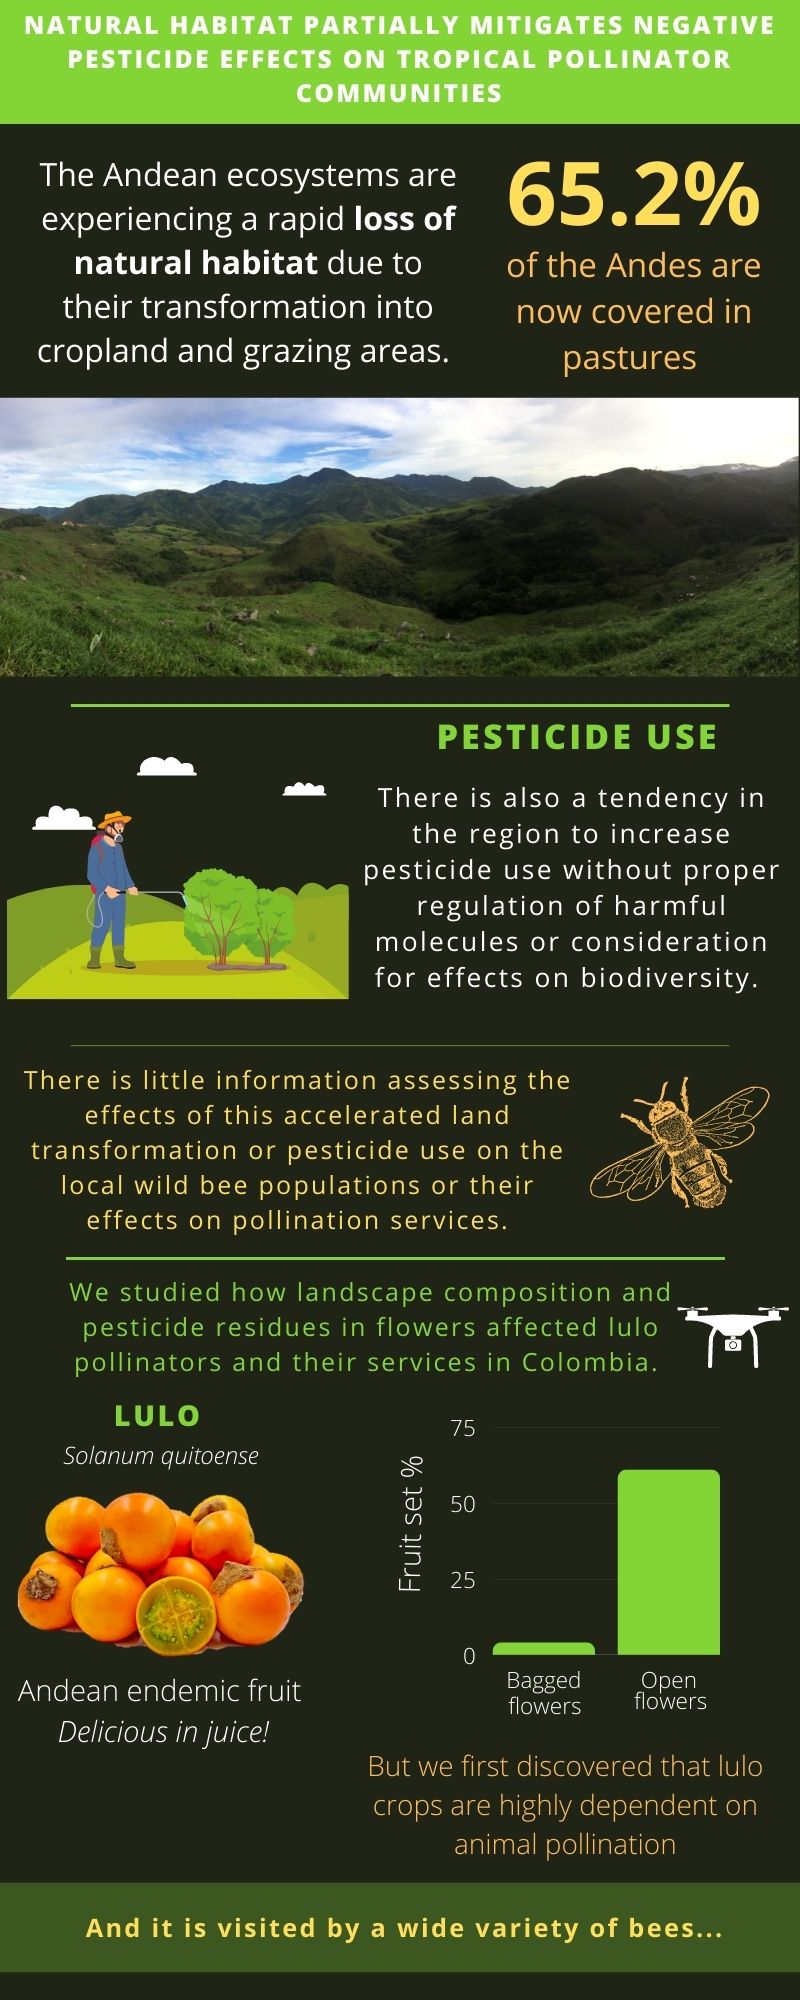 NATURAL HABITAT PARTIALLY MITIGATES NEGATIVE
PESTICIDE EFFECTS ON TROPICAL POLLINATOR
COMMUNITIES
The Andean ecosystems are
experiencing a rapid loss of
natural habitat due to
their transformation into
cropland and grazing areas.
65.2%
of the Andes are
now covered in
pastures
PESTICIDE USE
There is also a tendency in
the region to increase
pesticide use without proper
regulation of harmful
molecules or consideration
for effects on biodiversity.
There is little information assessing the
effects of this accelerated land
transformation or pesticide use on the
local wild bee populations or their
effects on pollination services.
We studied how landscape composition and
pesticide residues in flowers affected lulo
pollinators and their services in Colombia.
LULO
Solanum quitoense
Andean endemic fruit
Delicious in juice!
Fruit set %
75
50
25
0
Bagged
flowers
Open
flowers
But we first discovered that lulo
crops are highly dependent on
animal pollination
And it is visited by a wide variety of bees...